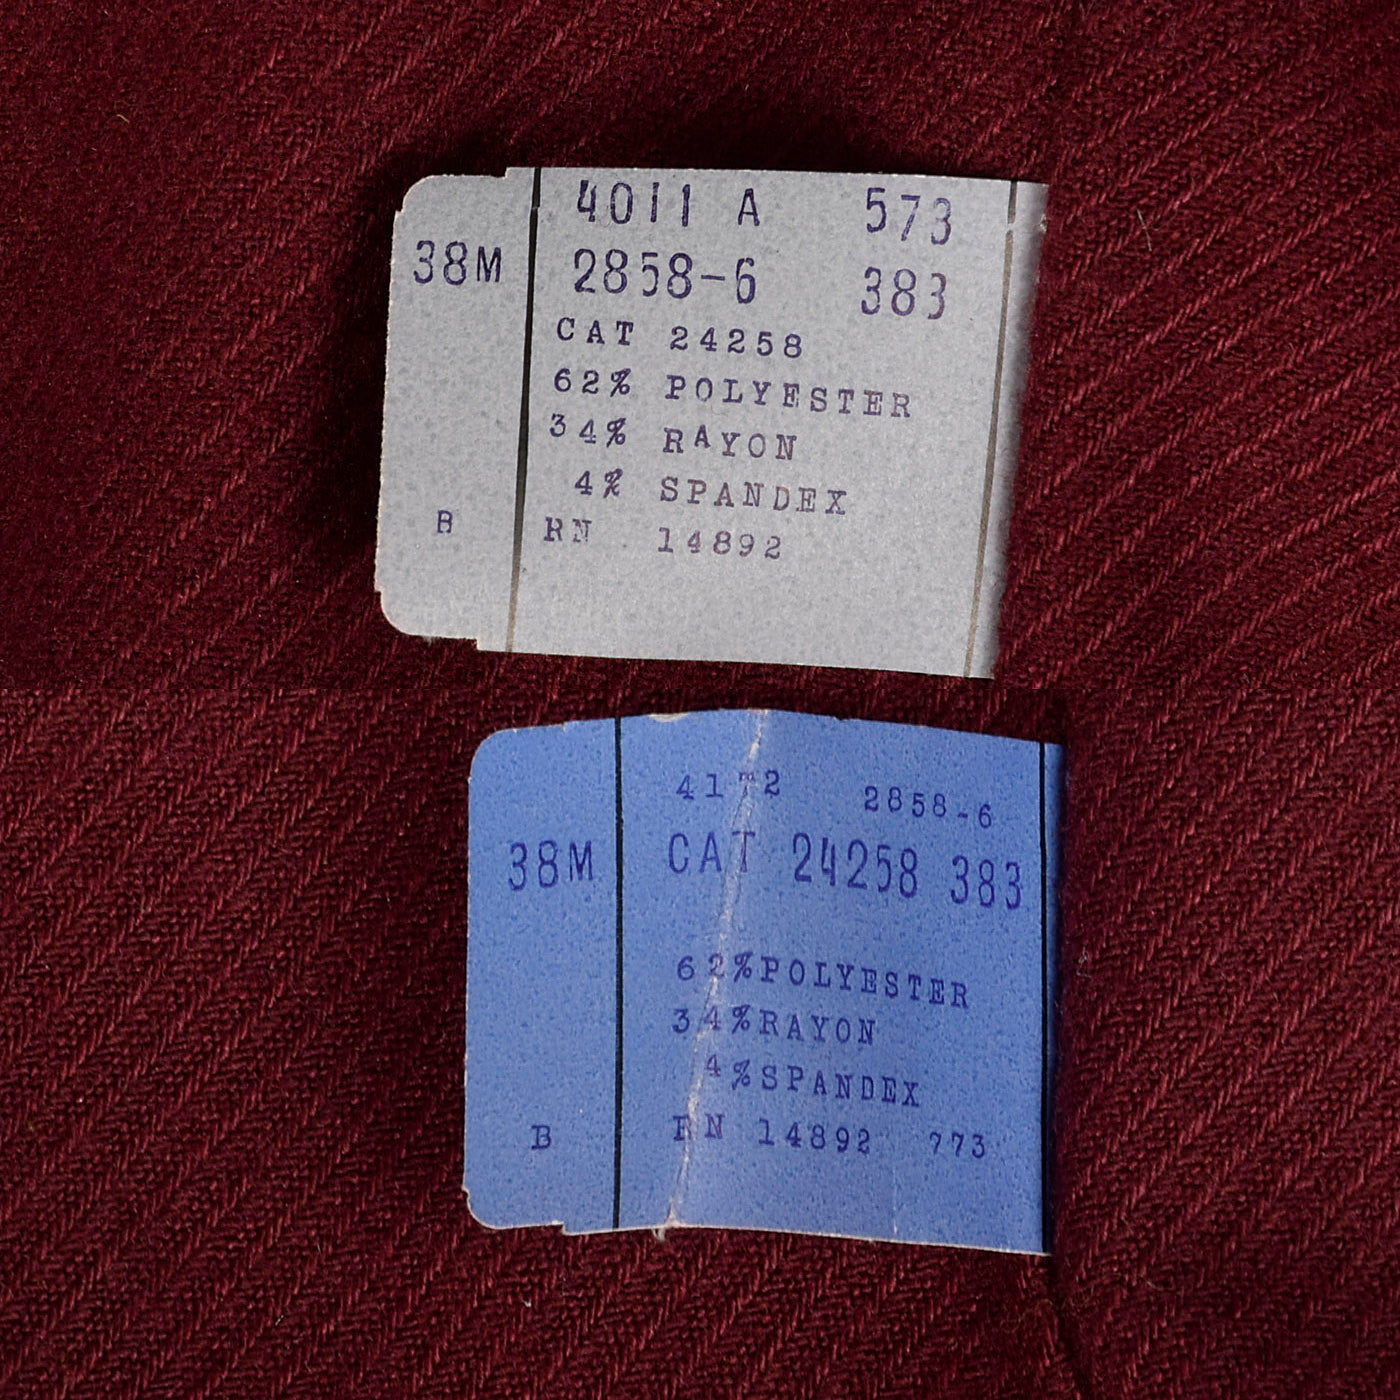 4011 A 573
38M 2858-6 383
CAT 24258
62% POLYESTER
34% RAYON
4% SPANDEX
B RN 14892
2858-6
38M CAT 24258 383
62%POLYESTER
34%RAYON
4%SPANDEX
B RN 14892 773